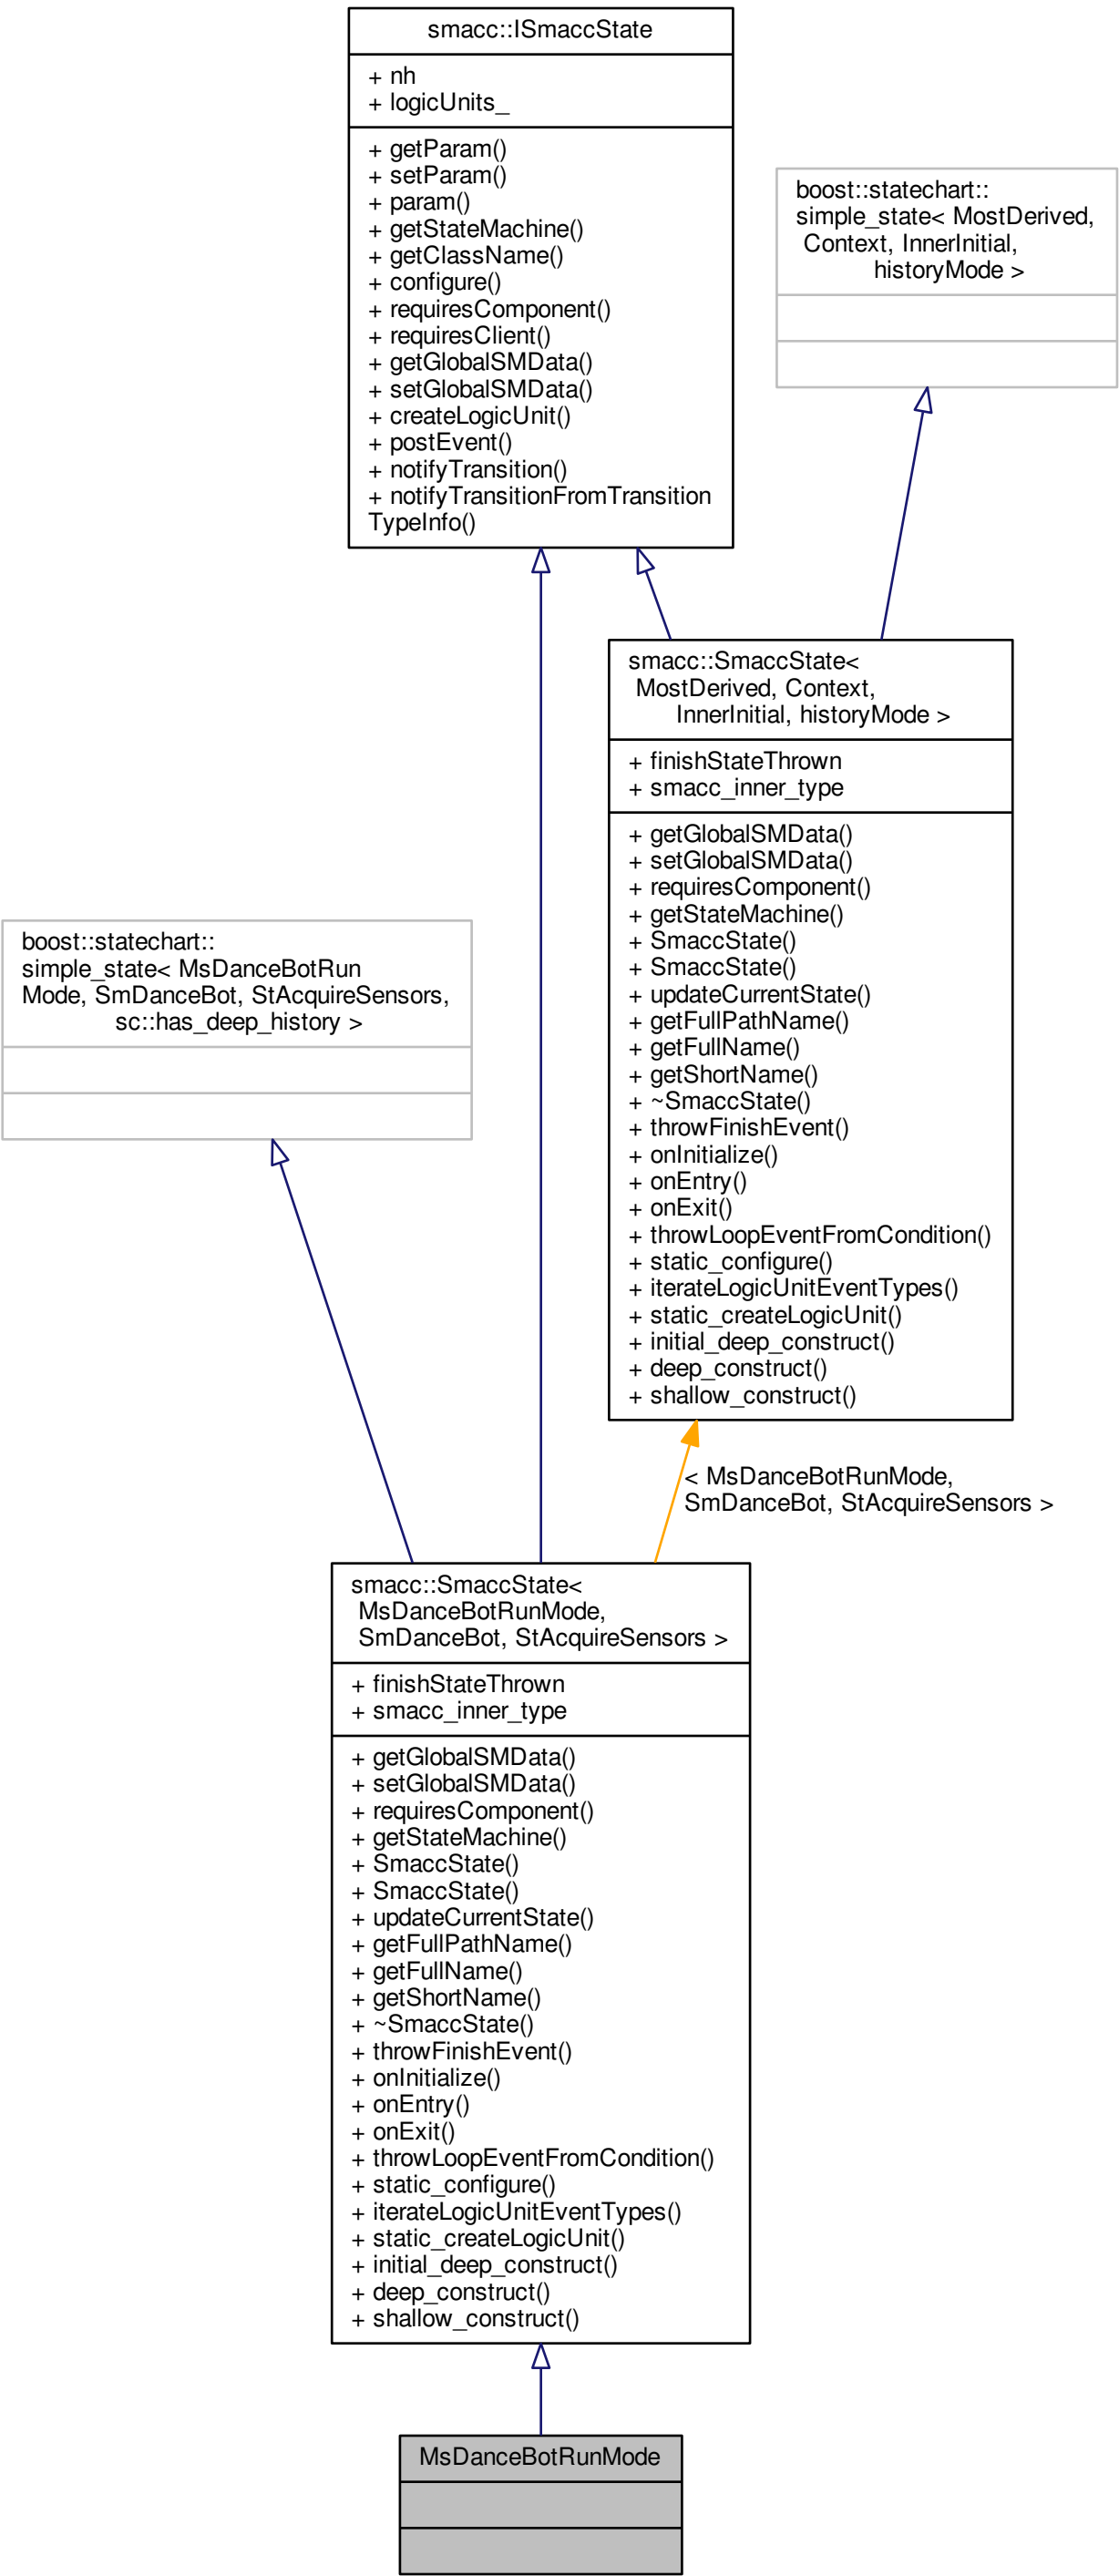 smacc::ISmaccState
+ nh
+ logicUnits_
+ getParam()
+ setParam()
+ param()
+ getStateMachine()
+ getClassName()
+ configure()
+ requiresComponent()
+ requiresClient()
+ getGlobalSMData()
+ setGlobalSMData()
+ createLogicUnit()
+ postEvent()
+ notifyTransition()
+ notifyTransitionFromTransition
TypeInfo()
boost::statechart::
simple_state< MostDerived,
Context, InnerInitial,
historyMode >
smacc::SmaccState<
MostDerived, Context,
InnerInitial, historyMode >
+ finishStateThrown
+ smacc_inner_type
+ getGlobalSMData()
+ setGlobalSMData()
+ requiresComponent()
+ getStateMachine()
+ SmaccState()
+ SmaccState()
+ updateCurrentState()
+ getFullPathName()
+ getFullName()
+ getShortName()
+ ~SmaccState()
+ throwFinishEvent()
+ onInitialize()
+ onEntry()
+ onExit()
+ throwLoopEventFromCondition()
+ static_configure()
+ iterateLogicUnitEventTypes()
+ static_createLogicUnit()
+ initial_deep_construct()
+ deep_construct()
+ shallow_construct()
boost::statechart::
simple_state< MsDanceBotRun
Mode, SmDanceBot, StAcquireSensors,
sc::has_deep_history >
< MsDanceBotRunMode,
SmDanceBot, StAcquireSensors >
smacc::SmaccState<
MsDanceBotRunMode,
SmDanceBot, StAcquireSensors >
+ finishStateThrown
+ smacc_inner_type
+ getGlobalSMData()
+ setGlobalSMData()
+ requiresComponent()
+ getStateMachine()
+ SmaccState()
+ SmaccState()
+ updateCurrentState()
+ getFullPathName()
+ getFullName()
+ getShortName()
+ ~SmaccState()
+ throwFinishEvent()
+ onInitialize()
+ onEntry()
+ onExit()
+ throwLoopEventFromCondition()
+ static_configure()
+ iterateLogicUnitEventTypes()
+ static_createLogicUnit()
+ initial_deep_construct()
+ deep_construct()
+ shallow_construct()
MsDanceBotRunMode